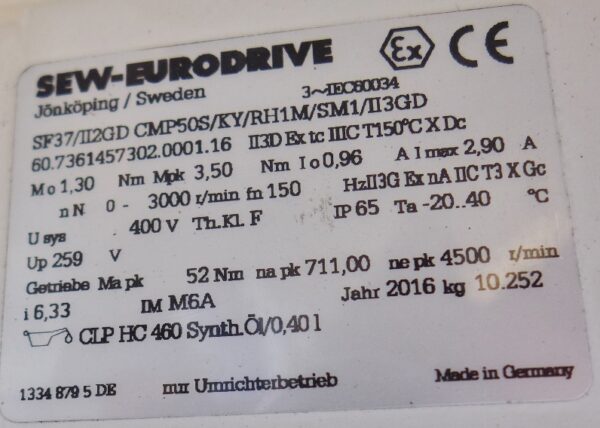 SEW-EURODRIVE Ex CE
Jönköping / Sweden 3~IEC60034
SF37/II2GD CMP50S/KY/RH1M/SM1/II3GD
60.7361457302.0001.16 II3D Ex tc IIIC T150°C X Dc
Mo 1,30 Nm Mpk 3,50 Nm Io 0,96 A Imax 2,90 A
nN 0 - 3000 r/min fn 150 Hz II3G Ex nA IIC T3 X Gc
Usys 400 V Th.Kl. F IP 65 Ta -20..40 °C
Up 259 V
Getriebe Ma pk 52 Nm na pk 711,00 ne pk 4500 r/min
i 6,33 IM M6A Jahr 2016 kg 10.252
CLP HC 460 Synth.Öl/0,40 l
1334 879 5 DE nur Umrichterbetrieb Made in Germany